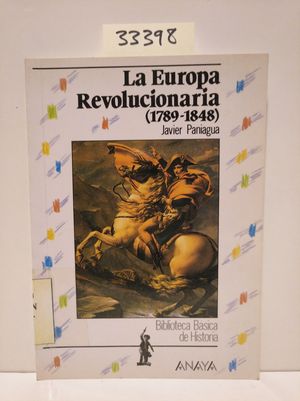 33398
La Europa
Revolucionaria
(1789-1848)
Javier Paniagua
N
Biblioteca Básica
de Historia
ANAYA